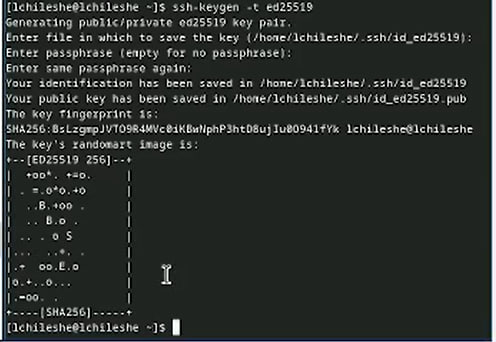 [lchileshe@lchileshe ~]$ ssh-keygen -t ed25519
Generating public/private ed25519 key pair.
Enter file in which to save the key (/home/lchileshe/.ssh/id_ed25519):
Enter passphrase (empty for no passphrase):
Enter same passphrase again:
Your identification has been saved in /home/lchileshe/.ssh/id_ed25519
Your public key has been saved in /home/lchileshe/.ssh/id_ed25519.pub
The key fingerprint is:
SHA256:BsLzgmpJVTO9R4MVc0iKBwNphP3htD8ujIu0O941fYk lchileshe@lchileshe
The key's randomart image is:
+--[ED25519 256]--+
|  +oo*. +=o.     |
| . =.o*o.+o      |
|  ..B.+oo .      |
|  .. B.o .       |
| .. . o S        |
|... ..+. .       |
|.+  oo.E.o       |
|o.+..o...        |
|.=oo. .          |
+----[SHA256]-----+
[lchileshe@lchileshe ~]$